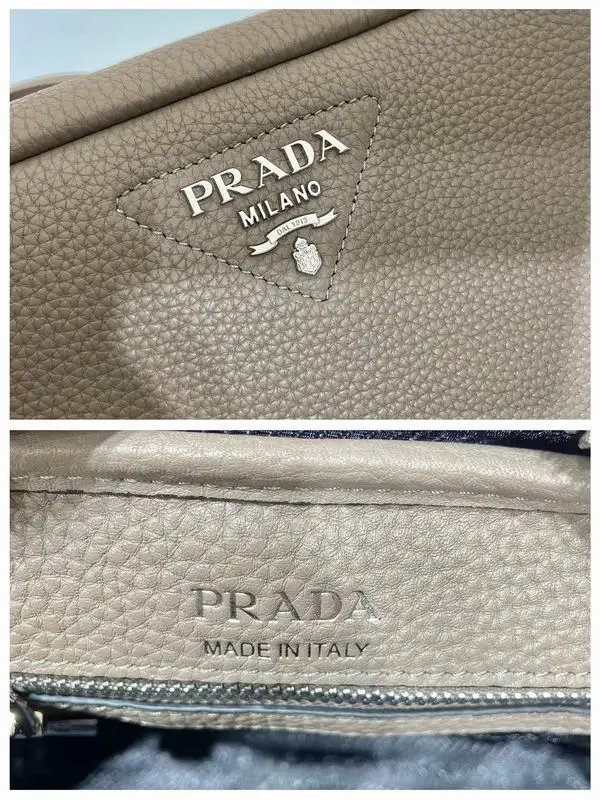 PRADA
MILANO
DAL 1913
PRADA
MADE IN ITALY